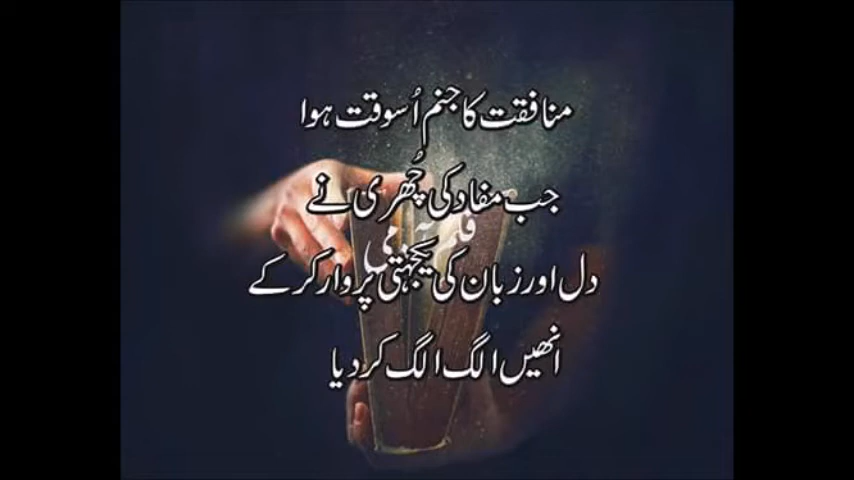 منافقت کا جنم اُسوقت ہوا
جب مفاد کی چُھری نے
دل اور زبان کی یکجہتی پر وار کر کے
انھیں الگ الگ کر دیا